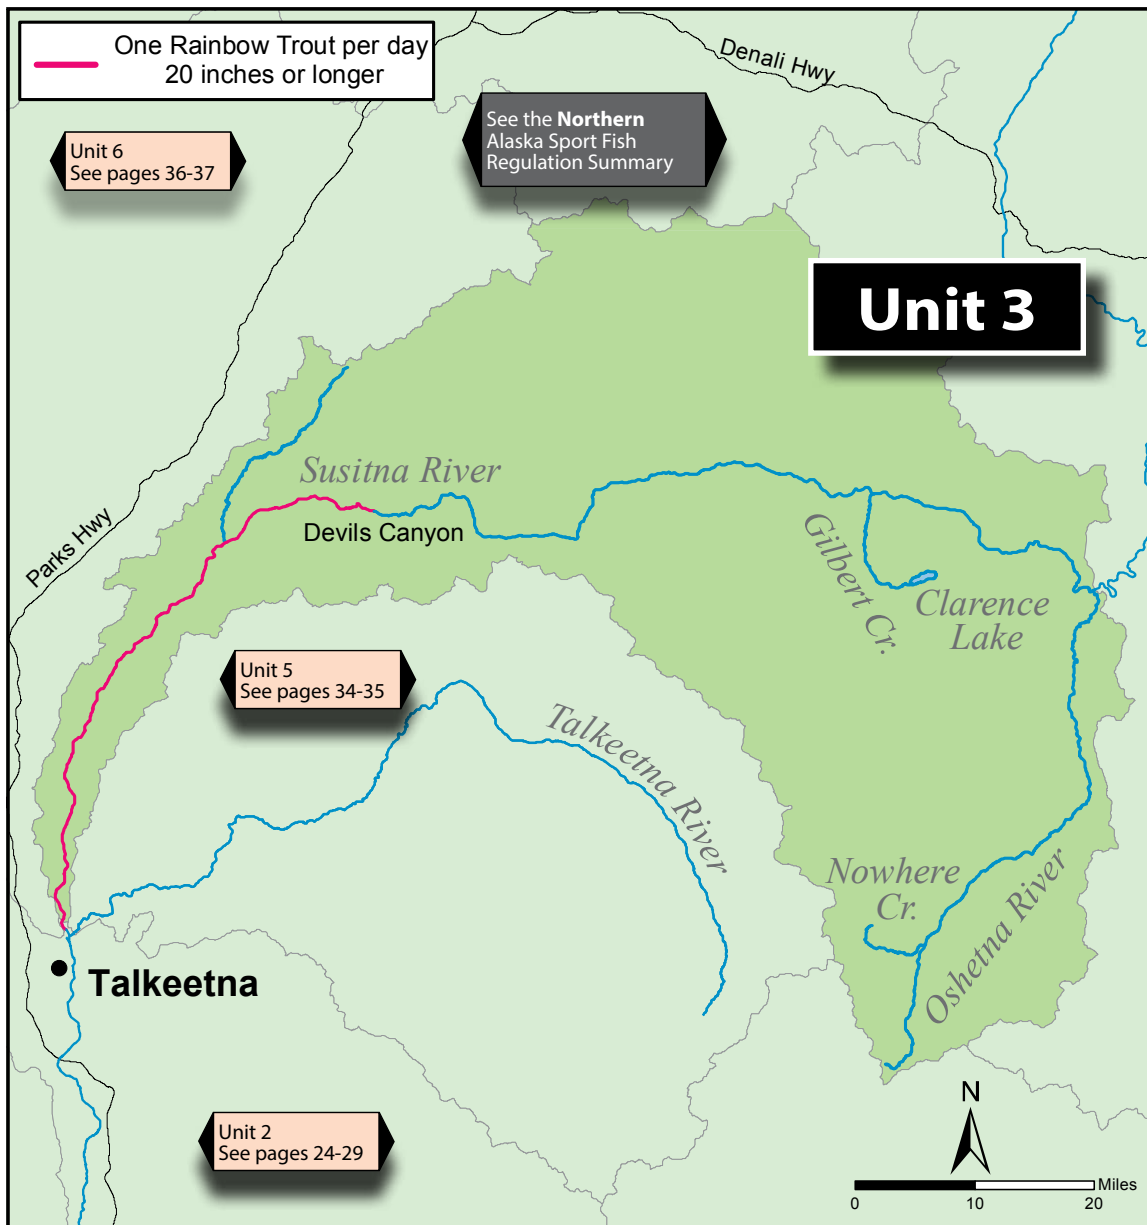 One Rainbow Trout per day
20 inches or longer
Denali Hwy
See the Northern
Alaska Sport Fish
Regulation Summary
Unit 6
See pages 36-37
Unit 3
Parks Hwy
Susitna River
Devils Canyon
Gilbert Cr.
Clarence
Lake
Unit 5
See pages 34-35
Talkeetna River
Nowhere
Cr.
Oshetna River
Talkeetna
Unit 2
See pages 24-29
N
Miles
0 10 20